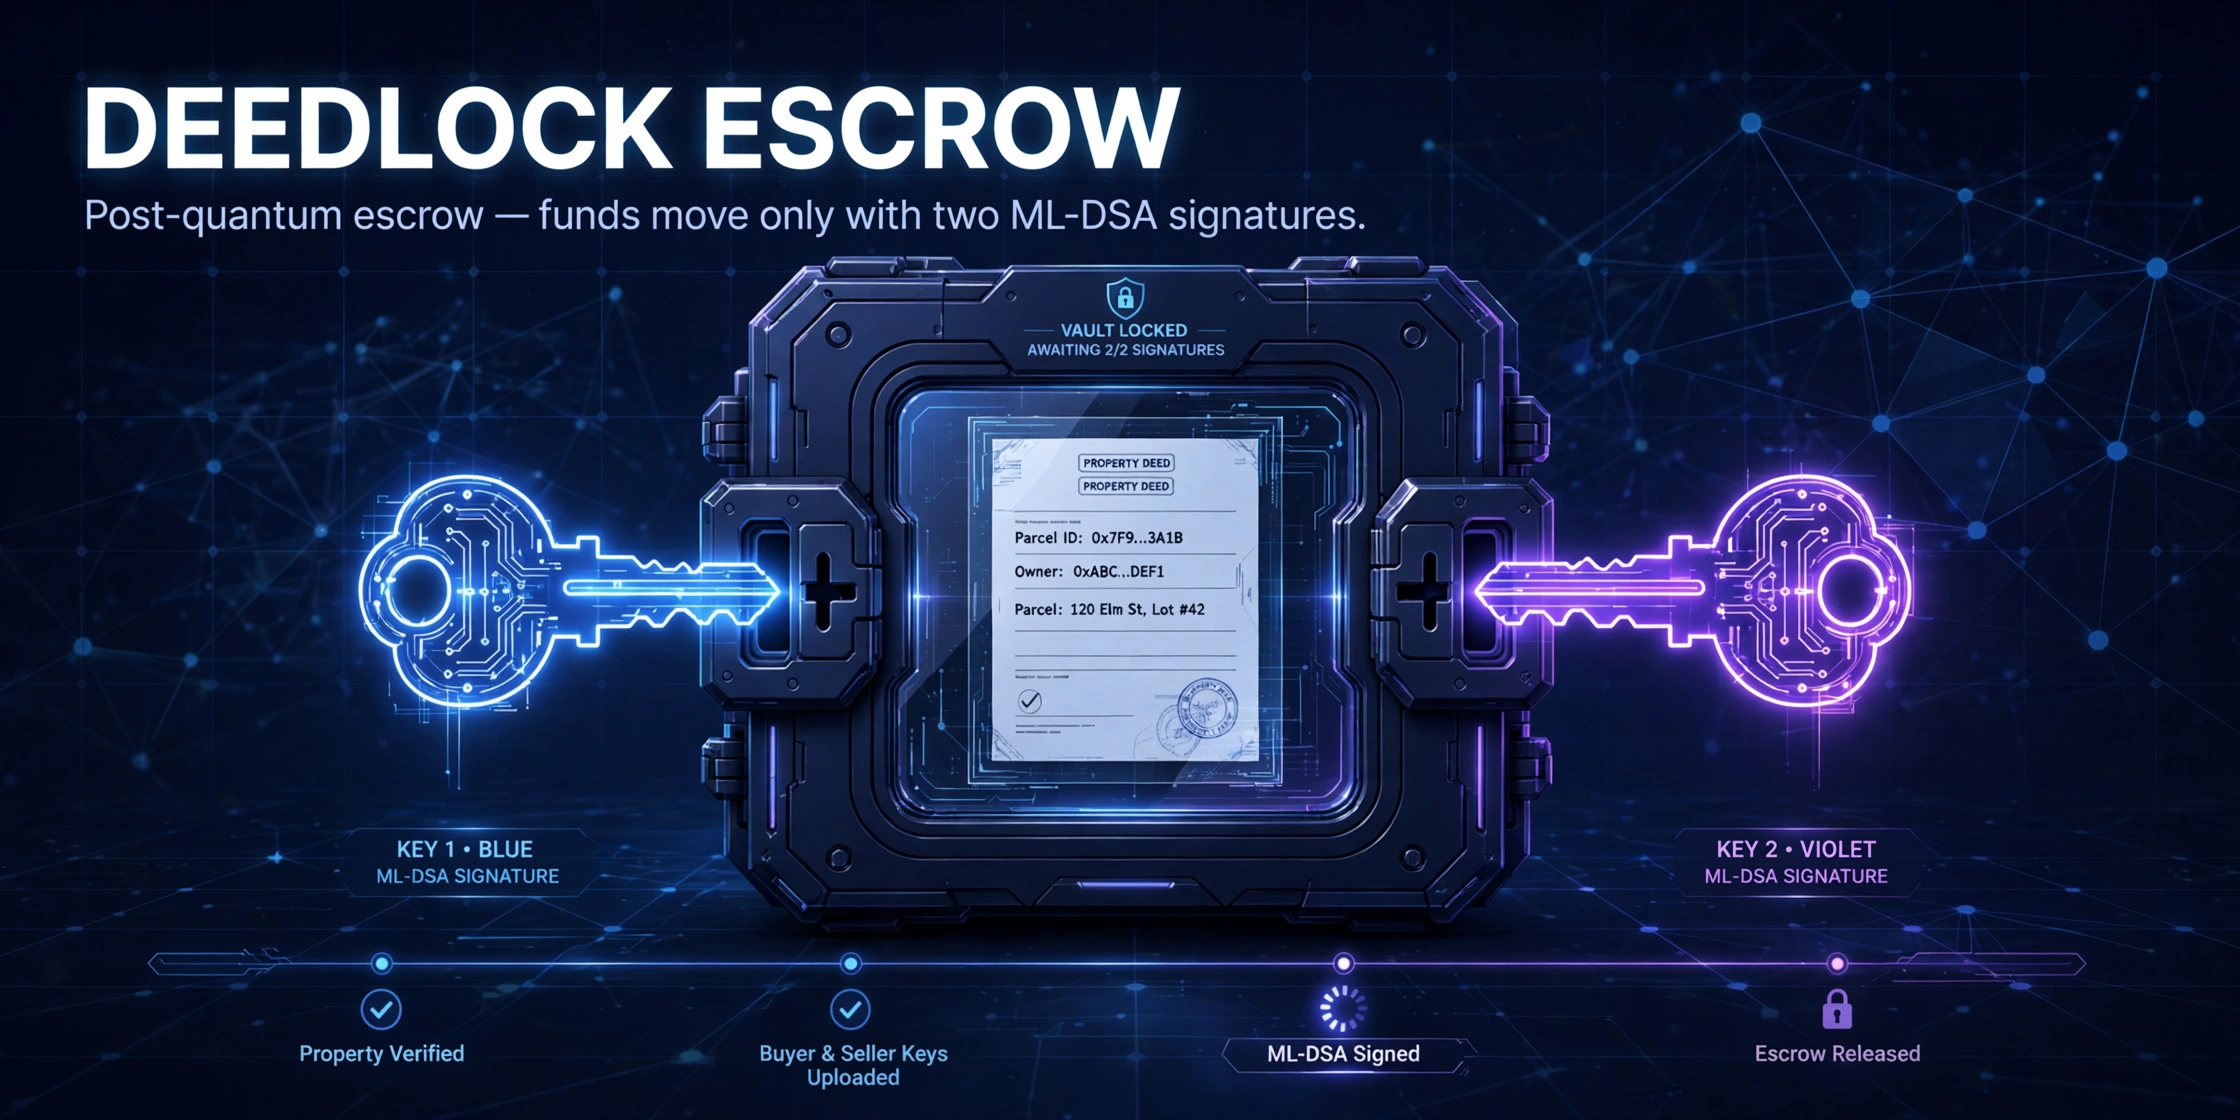 DEEDLOCK ESCROW
Post-quantum escrow — funds move only with two ML-DSA signatures.
VAULT LOCKED
AWAITING 2/2 SIGNATURES
PROPERTY DEED
PROPERTY DEED
Parcel ID: 0x7F9...3A1B
Owner: 0xABC...DEF1
Parcel: 120 Elm St, Lot #42
KEY 1 • BLUE
ML-DSA SIGNATURE
KEY 2 • VIOLET
ML-DSA SIGNATURE
Property Verified
Buyer & Seller Keys
Uploaded
ML-DSA Signed
Escrow Released